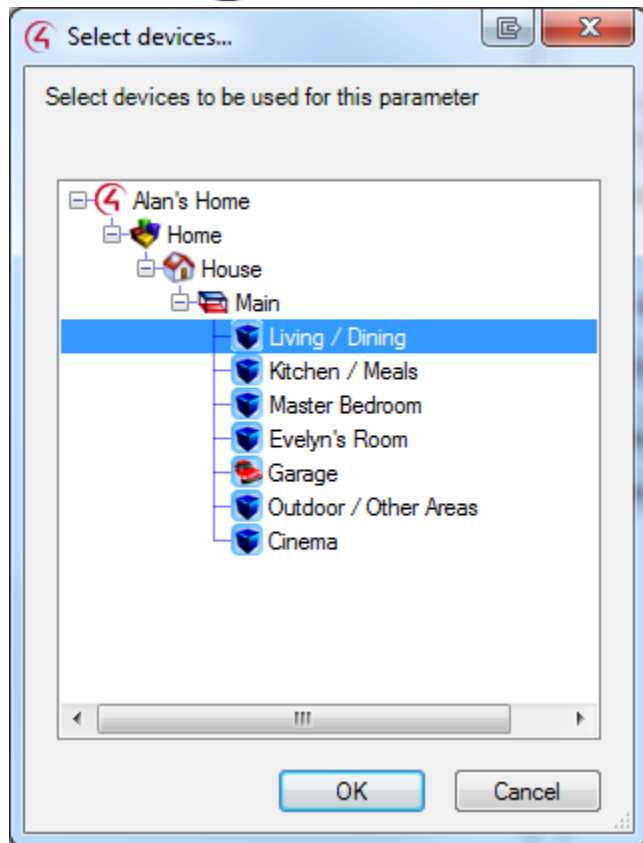 Select devices...
Select devices to be used for this parameter
Alan's Home
Home
House
Main
Living / Dining
Kitchen / Meals
Master Bedroom
Evelyn's Room
Garage
Outdoor / Other Areas
Cinema
OK Cancel